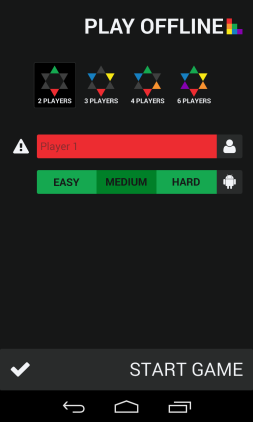 PLAY OFFLINE
2 PLAYERS 3 PLAYERS 4 PLAYERS 6 PLAYERS
Player 1
EASY MEDIUM HARD
START GAME